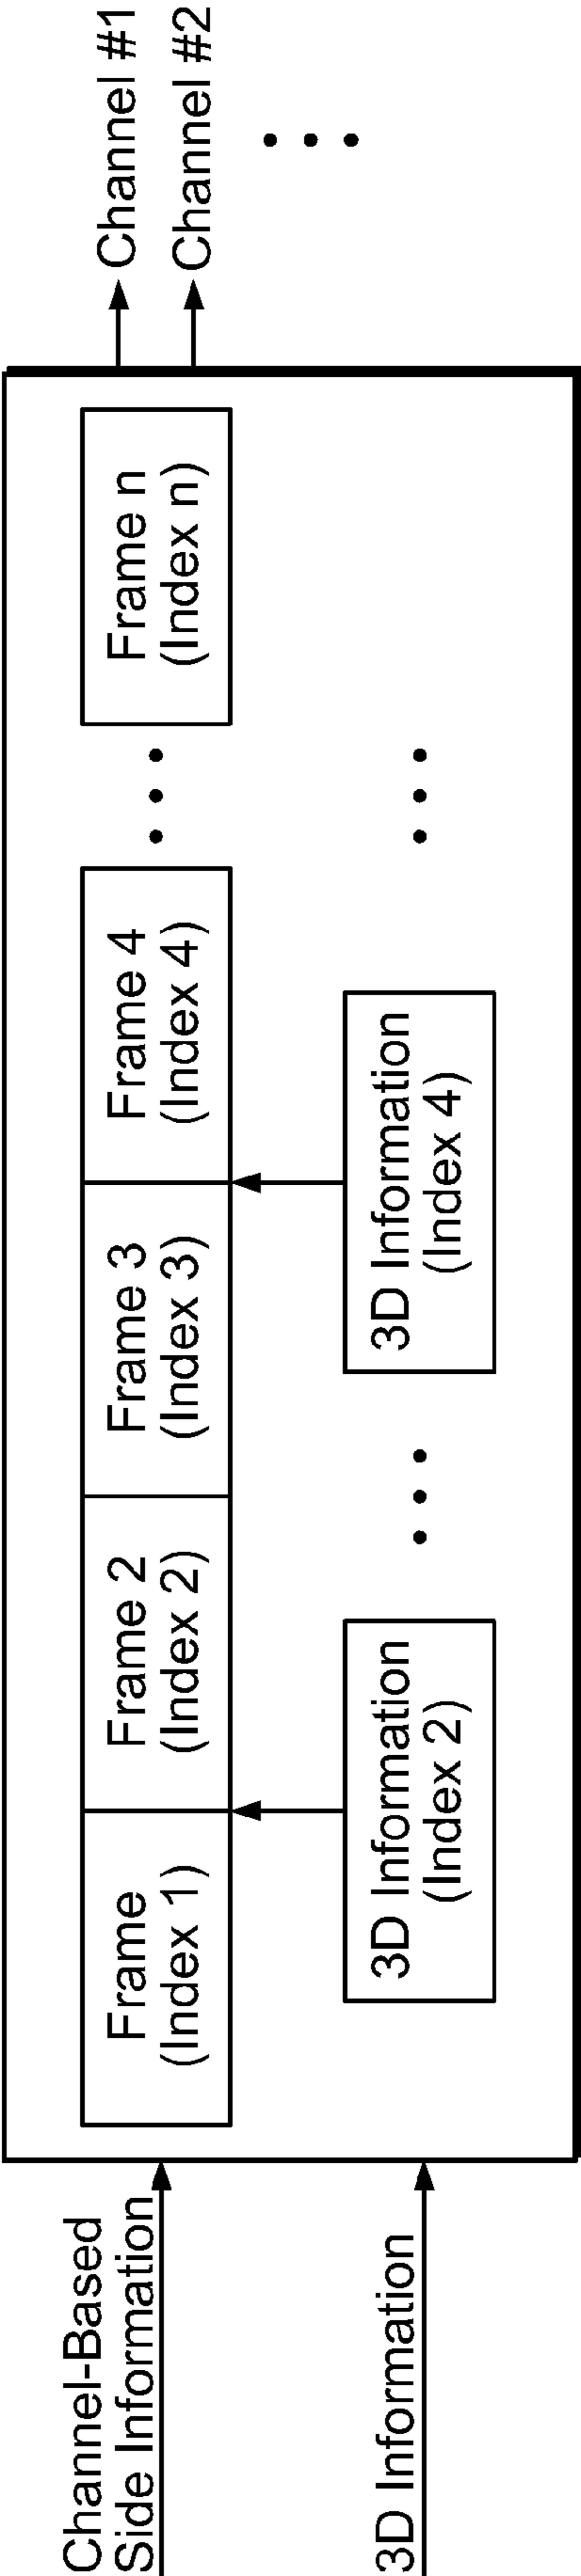 Channel-Based
Side Information
3D Information
Frame
(Index 1)
Frame 2
(Index 2)
Frame 3
(Index 3)
Frame 4
(Index 4)
Frame n
(Index n)
3D Information
(Index 2)
3D Information
(Index 4)
Channel #1
Channel #2